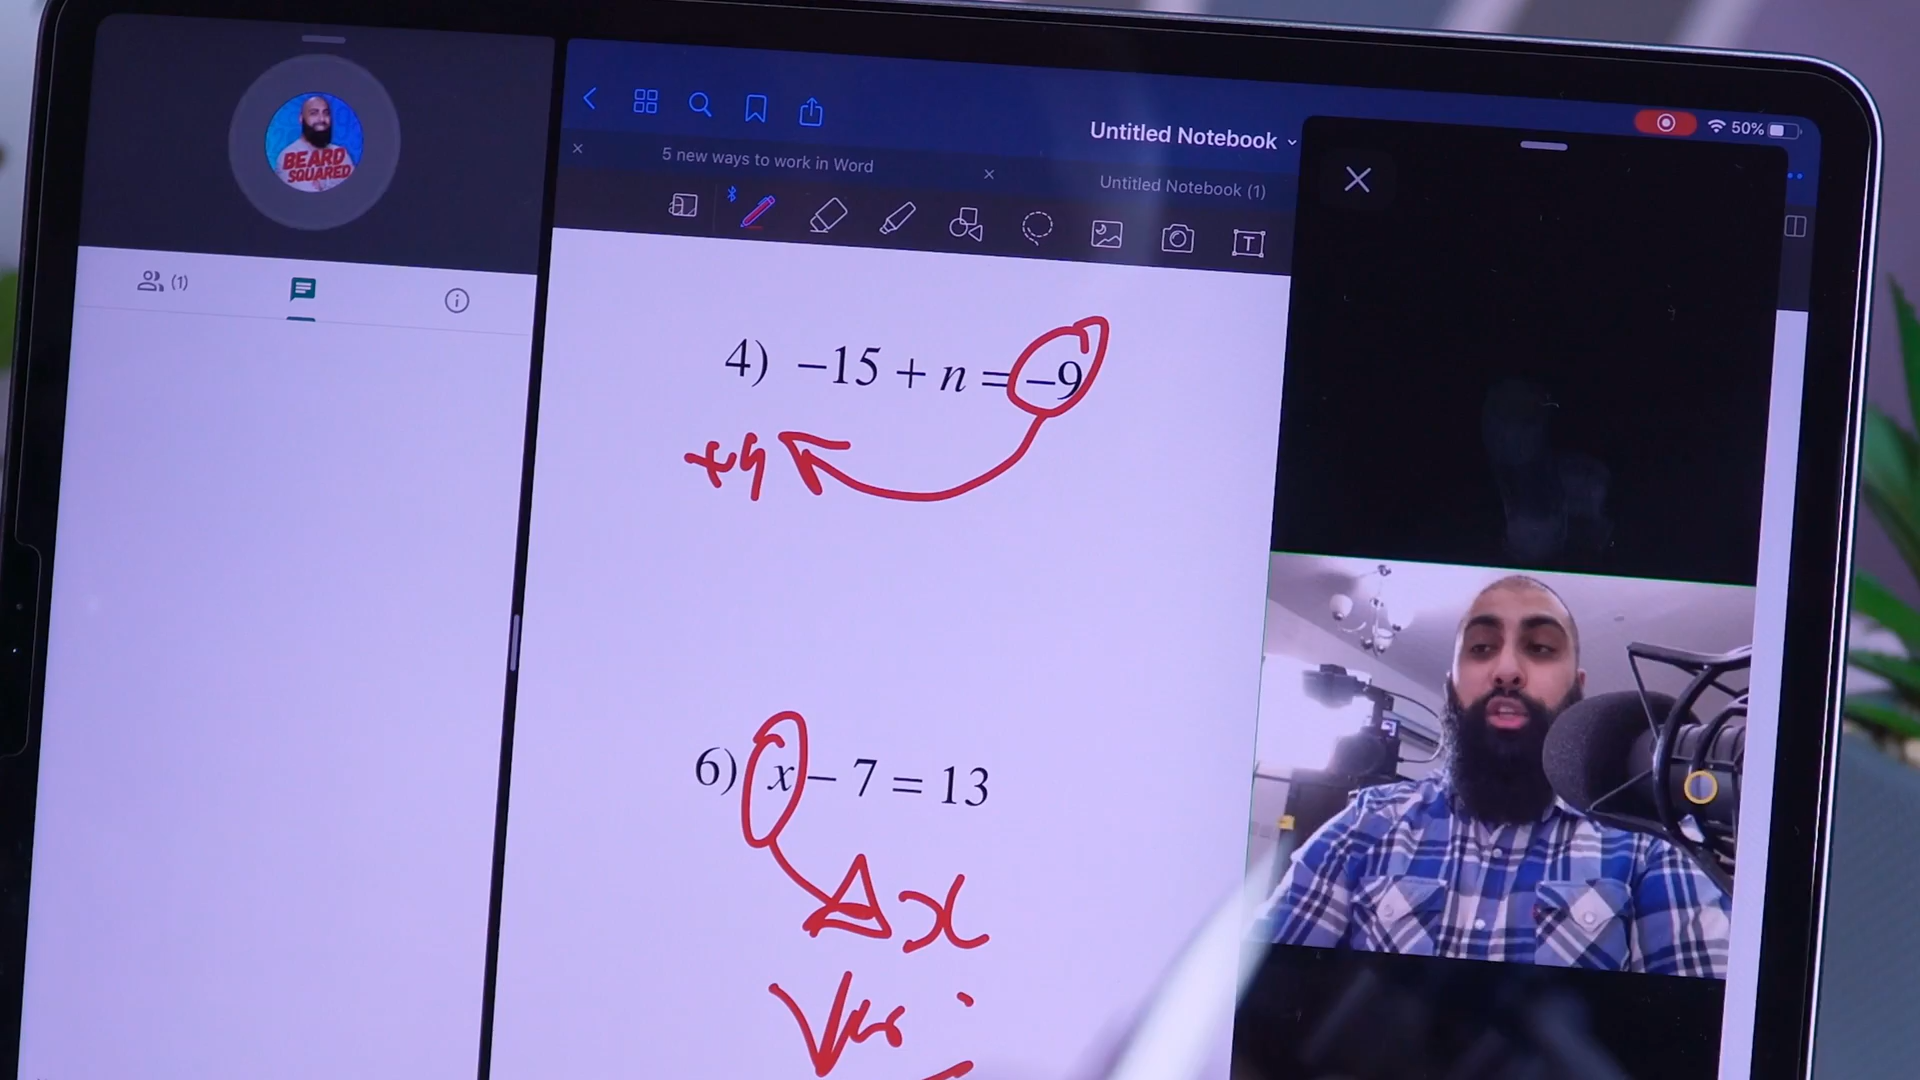 BEARD
SQUARED
(1)
Untitled Notebook
50%
5 new ways to work in Word
Untitled Notebook (1)
T
4) −15 + n = −9
+9
6) x − 7 = 13
x